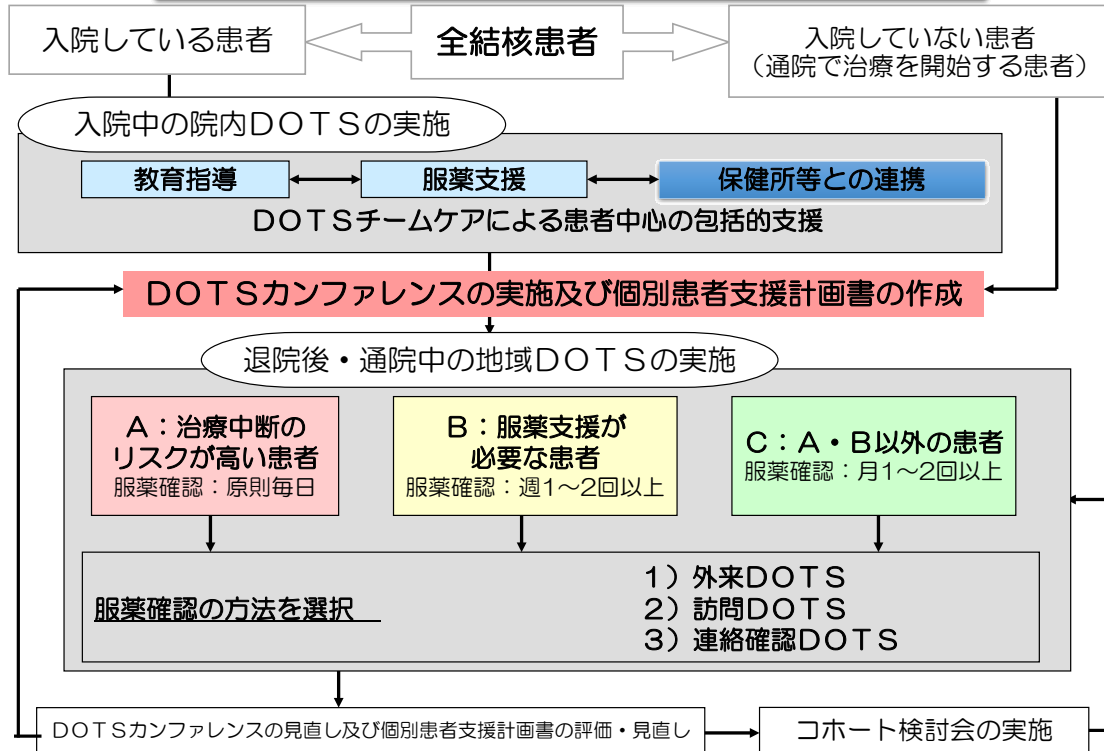 入院している患者
全結核患者
入院していない患者
（通院で治療を開始する患者）
入院中の院内ＤＯＴＳの実施
教育指導
服薬支援
保健所等との連携
ＤＯＴＳチームケアによる患者中心の包括的支援
ＤＯＴＳカンファレンスの実施及び個別患者支援計画書の作成
退院後・通院中の地域ＤＯＴＳの実施
Ａ：治療中断の
リスクが高い患者
服薬確認：原則毎日
Ｂ：服薬支援が
必要な患者
服薬確認：週1～2回以上
Ｃ：Ａ・Ｂ以外の患者
服薬確認：月1～2回以上
服薬確認の方法を選択
１）外来ＤＯＴＳ
２）訪問ＤＯＴＳ
３）連絡確認ＤＯＴＳ
ＤＯＴＳカンファレンスの見直し及び個別患者支援計画書の評価・見直し
コホート検討会の実施